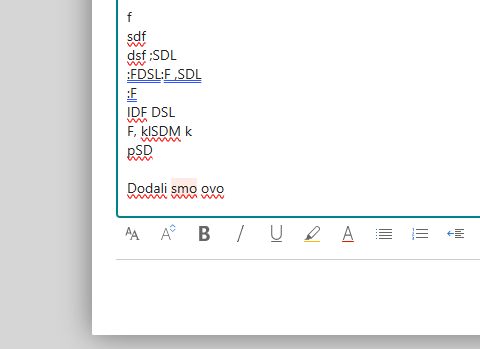 f
sdf
dsf ;SDL
:FDSL:F ,SDL
:F
lDF DSL
F, klSDM k
pSD
Dodali smo ovo